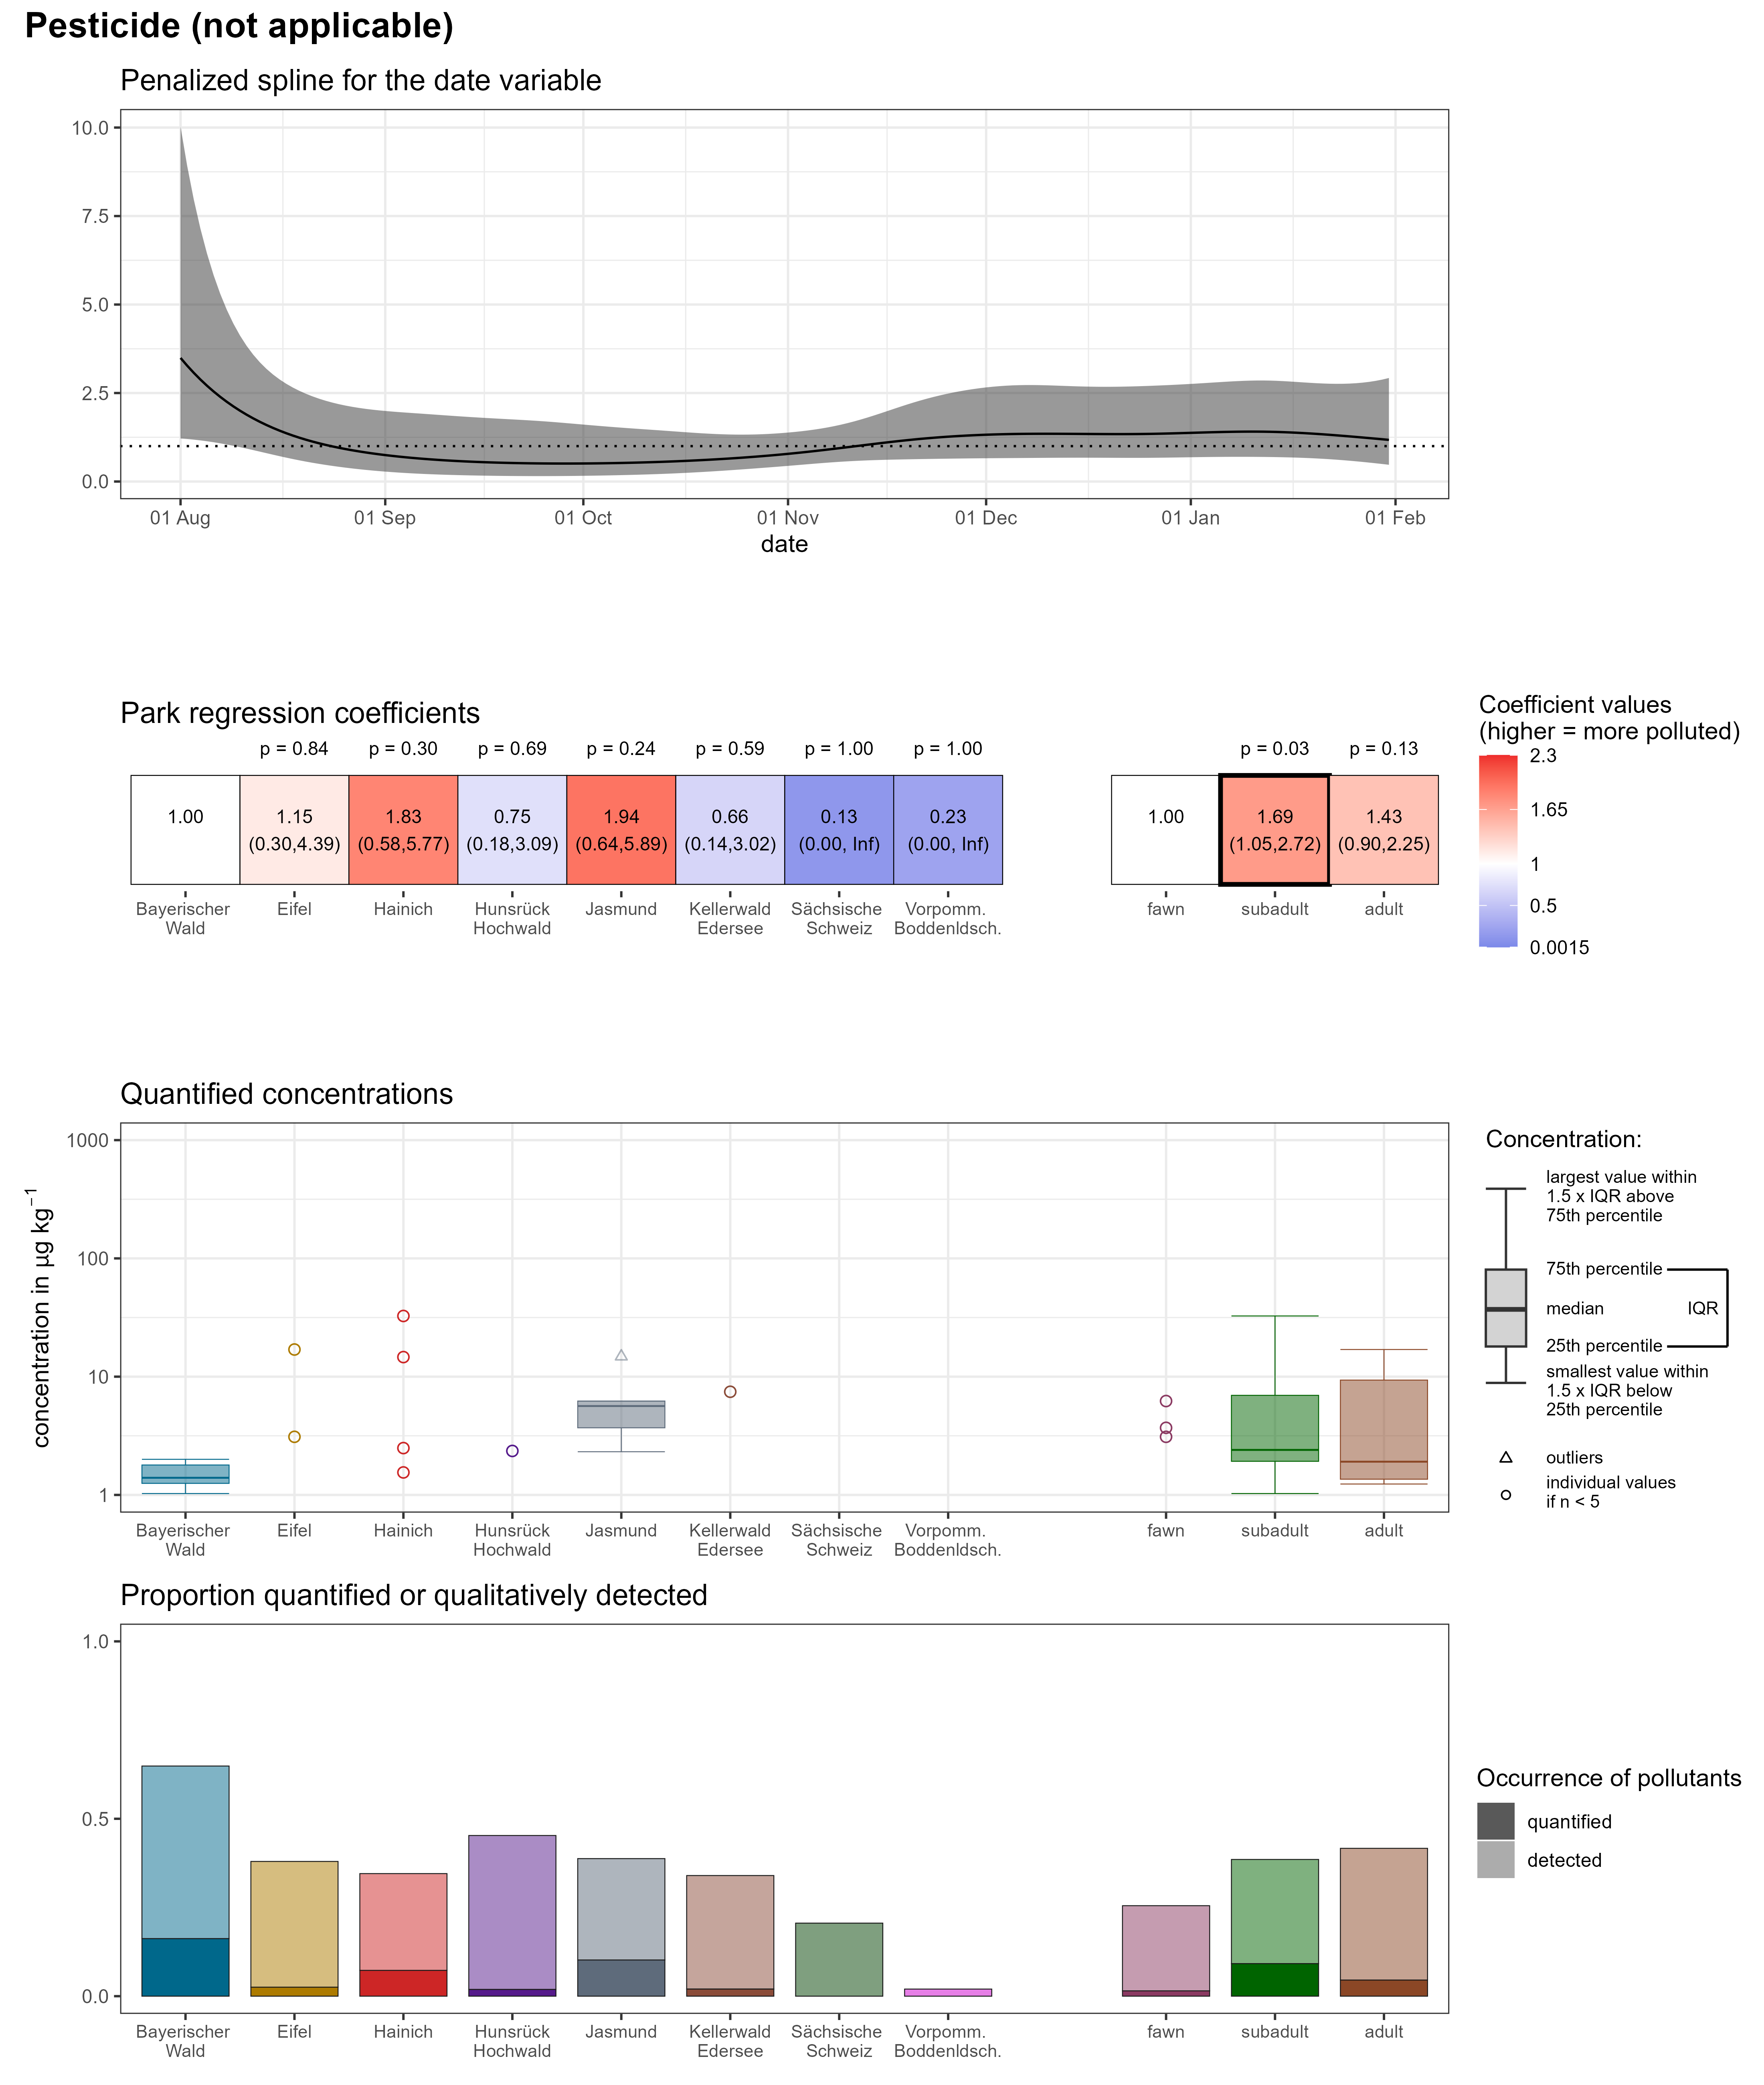 Pesticide (not applicable)
Penalized spline for the date variable
10.0
7.5
5.0
2.5
0.0
01 Aug
01 Sep
01 Oct
01 Nov
01 Dec
01 Jan
01 Feb
date
Park regression coefficients
p = 0.84
p = 0.30
p = 0.69
p = 0.24
p = 0.59
p = 1.00
p = 1.00
p = 0.03
p = 0.13
1.00
1.15
(0.30,4.39)
1.83
(0.58,5.77)
0.75
(0.18,3.09)
1.94
(0.64,5.89)
0.66
(0.14,3.02)
0.13
(0.00, Inf)
0.23
(0.00, Inf)
1.00
1.69
(1.05,2.72)
1.43
(0.90,2.25)
Bayerischer
Wald
Eifel
Hainich
Hunsrück
Hochwald
Jasmund
Kellerwald
Edersee
Sächsische
Schweiz
Vorpomm.
Boddenldsch.
fawn
subadult
adult
Coefficient values
(higher = more polluted)
2.3
1.65
1
0.5
0.0015
Quantified concentrations
concentration in µg kg⁻¹
1000
100
10
1
Bayerischer
Wald
Eifel
Hainich
Hunsrück
Hochwald
Jasmund
Kellerwald
Edersee
Sächsische
Schweiz
Vorpomm.
Boddenldsch.
fawn
subadult
adult
Concentration:
largest value within
1.5 x IQR above
75th percentile
75th percentile
median
IQR
25th percentile
smallest value within
1.5 x IQR below
25th percentile
outliers
individual values
if n < 5
Proportion quantified or qualitatively detected
1.0
0.5
0.0
Bayerischer
Wald
Eifel
Hainich
Hunsrück
Hochwald
Jasmund
Kellerwald
Edersee
Sächsische
Schweiz
Vorpomm.
Boddenldsch.
fawn
subadult
adult
Occurrence of pollutants
quantified
detected